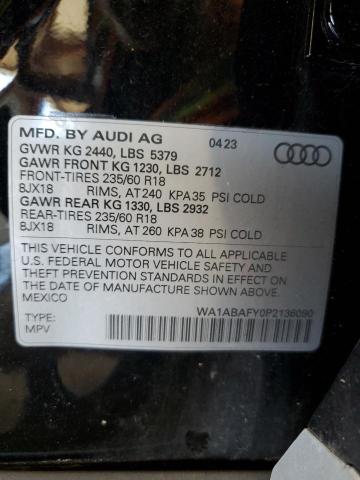 MFD. BY AUDI AG 04 23
GVWR KG 2440, LBS 5379
GAWR FRONT KG 1230, LBS 2712
FRONT-TIRES 235/60 R18
8JX18 RIMS, AT 240 KPA 35 PSI COLD
GAWR REAR KG 1330, LBS 2932
REAR-TIRES 235/60 R18
8JX18 RIMS, AT 260 KPA 38 PSI COLD
THIS VEHICLE CONFORMS TO ALL APPLICABLE
U.S. FEDERAL MOTOR VEHICLE SAFETY- AND
THEFT PREVENTION STANDARDS IN EFFECT ON
THE DATE OF MANUFACTURE SHOWN ABOVE.
MEXICO
WA1ABAFY0P2136090
TYPE:
MPV